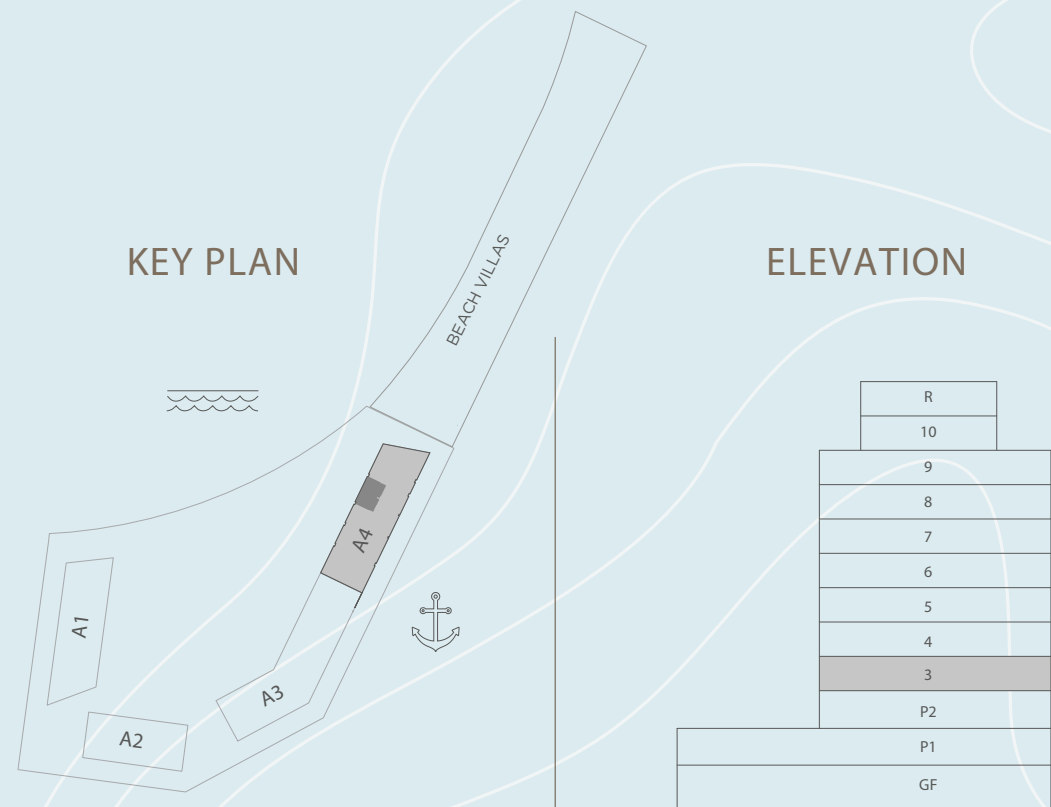 KEY PLAN
BEACH VILLAS
A4
A1
A3
A2
ELEVATION
R
10
9
8
7
6
5
4
3
P2
P1
GF